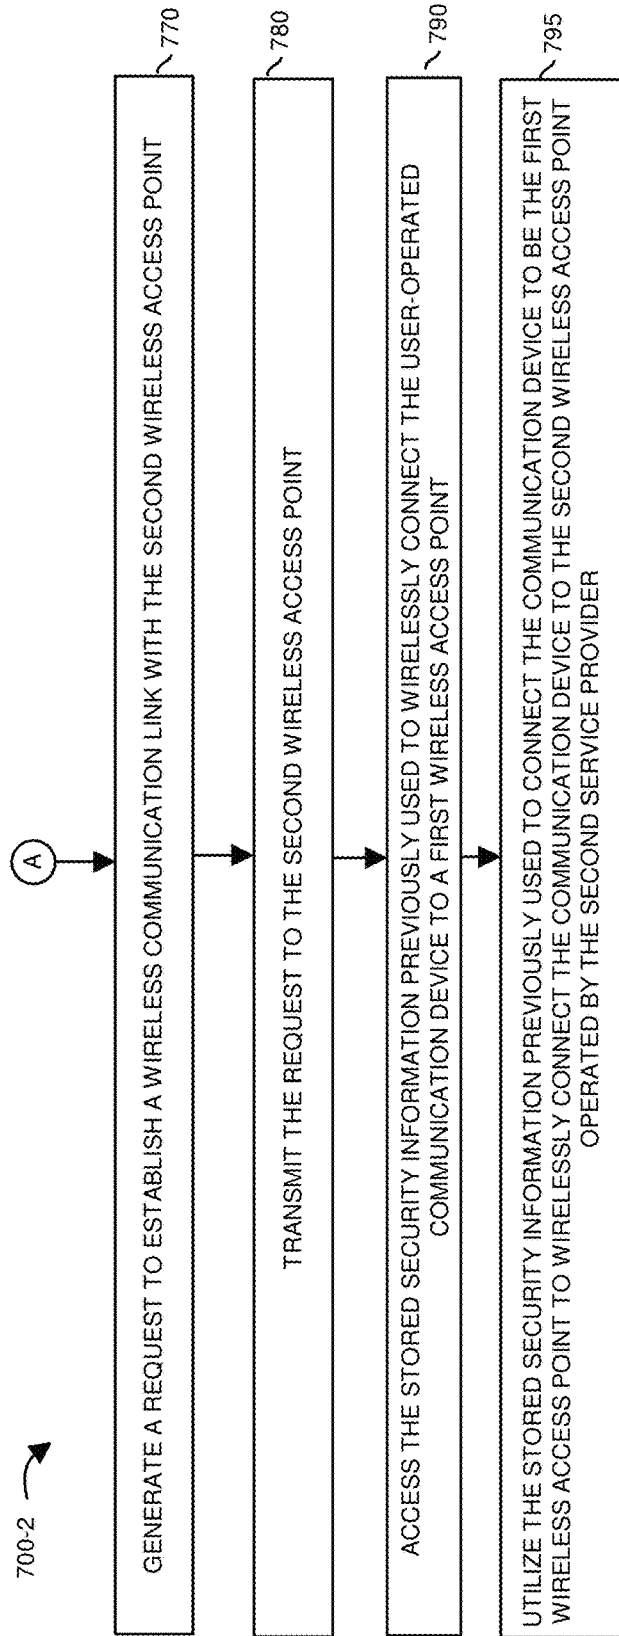 700-2
A
770
GENERATE A REQUEST TO ESTABLISH A WIRELESS COMMUNICATION LINK WITH THE SECOND WIRELESS ACCESS POINT
780
TRANSMIT THE REQUEST TO THE SECOND WIRELESS ACCESS POINT
790
ACCESS THE STORED SECURITY INFORMATION PREVIOUSLY USED TO WIRELESSLY CONNECT THE USER-OPERATED
COMMUNICATION DEVICE TO A FIRST WIRELESS ACCESS POINT
795
UTILIZE THE STORED SECURITY INFORMATION PREVIOUSLY USED TO CONNECT THE COMMUNICATION DEVICE TO BE THE FIRST
WIRELESS ACCESS POINT TO WIRELESSLY CONNECT THE COMMUNICATION DEVICE TO THE SECOND WIRELESS ACCESS POINT
OPERATED BY THE SECOND SERVICE PROVIDER